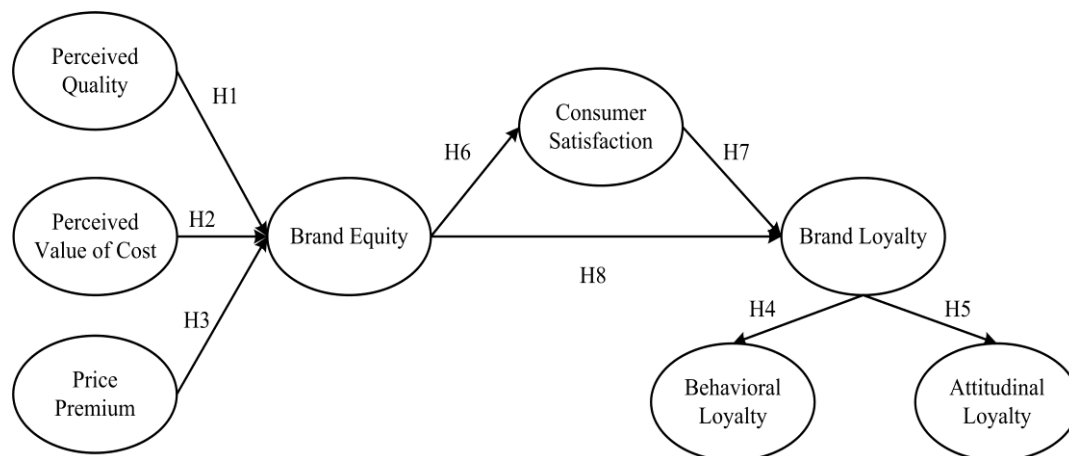 Perceived
Quality
H1
Consumer
Satisfaction
H6
H7
Perceived
Value of Cost
H2
Brand Equity
Brand Loyalty
H8
H3
H4
H5
Price
Premium
Behavioral
Loyalty
Attitudinal
Loyalty